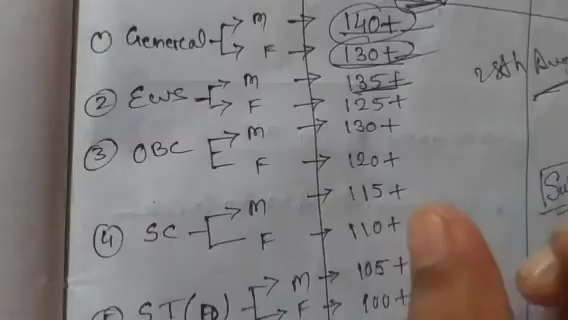 ① General M → 140+
F → 130+
② EWS M → 135+
F → 125+
③ OBC M → 130+
F → 120+
④ SC M → 115+
F → 110+
ST( ) M → 105+
F → 100+
28th Aug